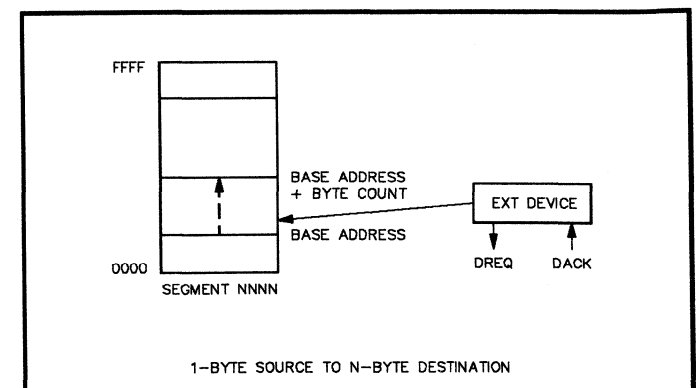 FFFF
BASE ADDRESS
+ BYTE COUNT
EXT DEVICE
BASE ADDRESS
DREQ
DACK
0000
SEGMENT NNNN
1-BYTE SOURCE TO N-BYTE DESTINATION